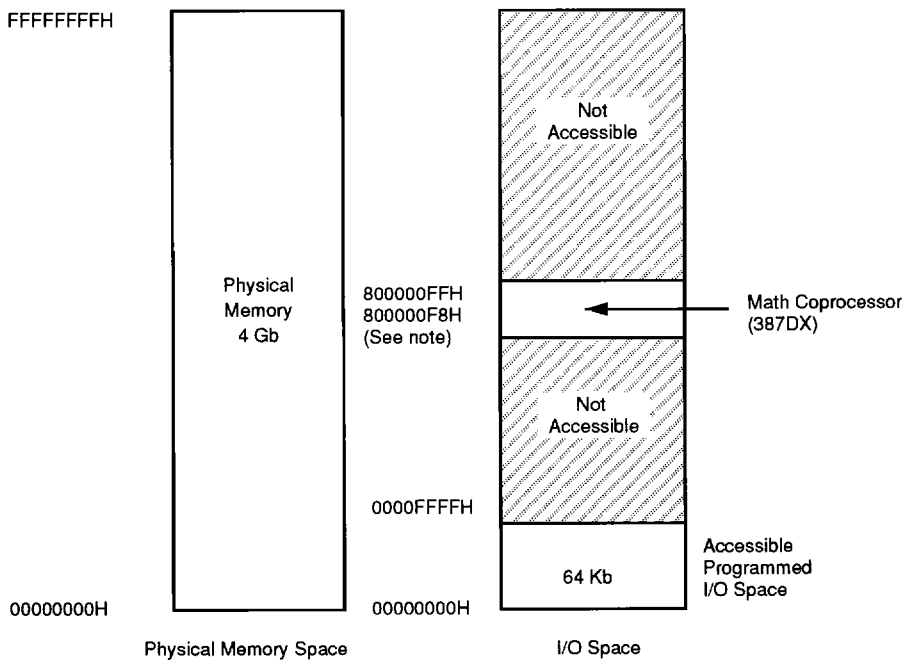 FFFFFFFFH
Not
Accessible
Physical
Memory
4 Gb
800000FFH
800000F8H
(See note)
Math Coprocessor
(387DX)
Not
Accessible
0000FFFFH
64 Kb
Accessible
Programmed
I/O Space
00000000H
00000000H
Physical Memory Space
I/O Space